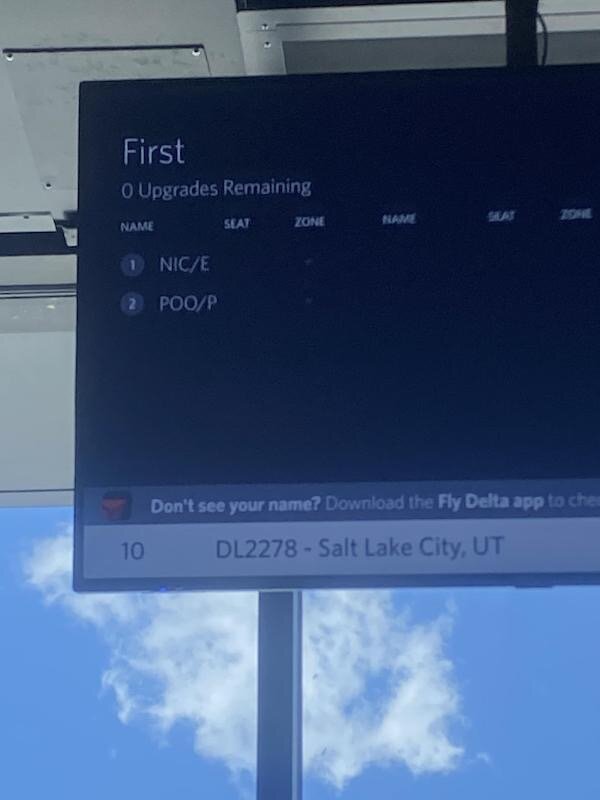 First
0 Upgrades Remaining
NAME SEAT ZONE NAME SEAT ZONE
1 NIC/E
2 POO/P
Don't see your name? Download the Fly Delta app to che
10 DL2278 - Salt Lake City, UT